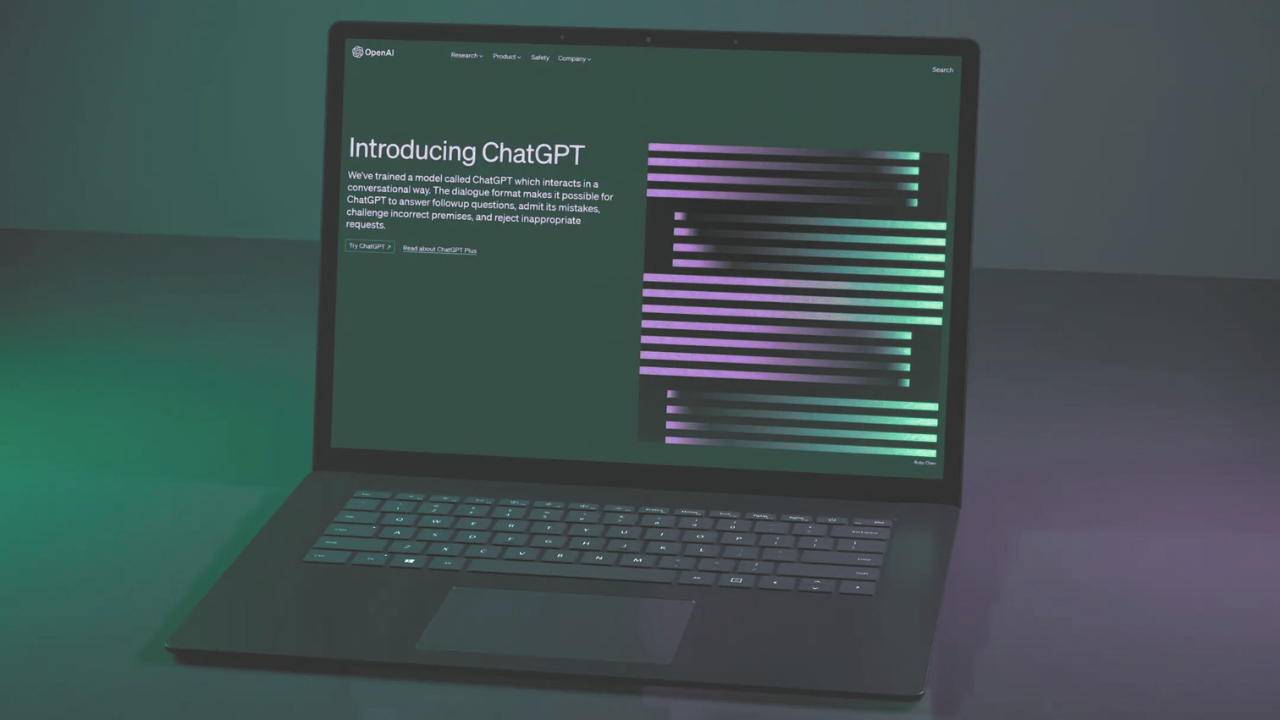 OpenAI
Research Product Safety Company
Search
Introducing ChatGPT
We've trained a model called ChatGPT which interacts in a
conversational way. The dialogue format makes it possible for
ChatGPT to answer followup questions, admit its mistakes,
challenge incorrect premises, and reject inappropriate
requests.
Try ChatGPT ↗ Read about ChatGPT Plus
Ruby Chen
Q W E R T Y U I O P
A S D F G H J K L
Z X C V B N M